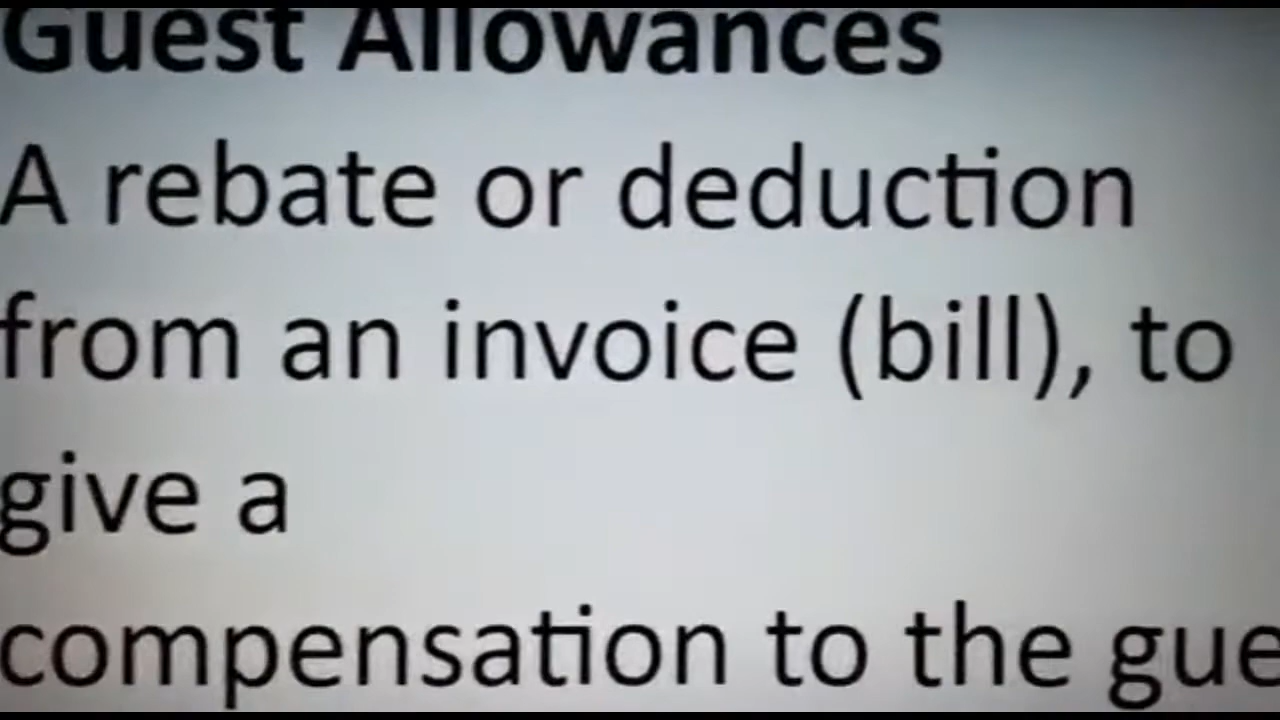 Guest Allowances
A rebate or deduction
from an invoice (bill), to
give a
compensation to the gue